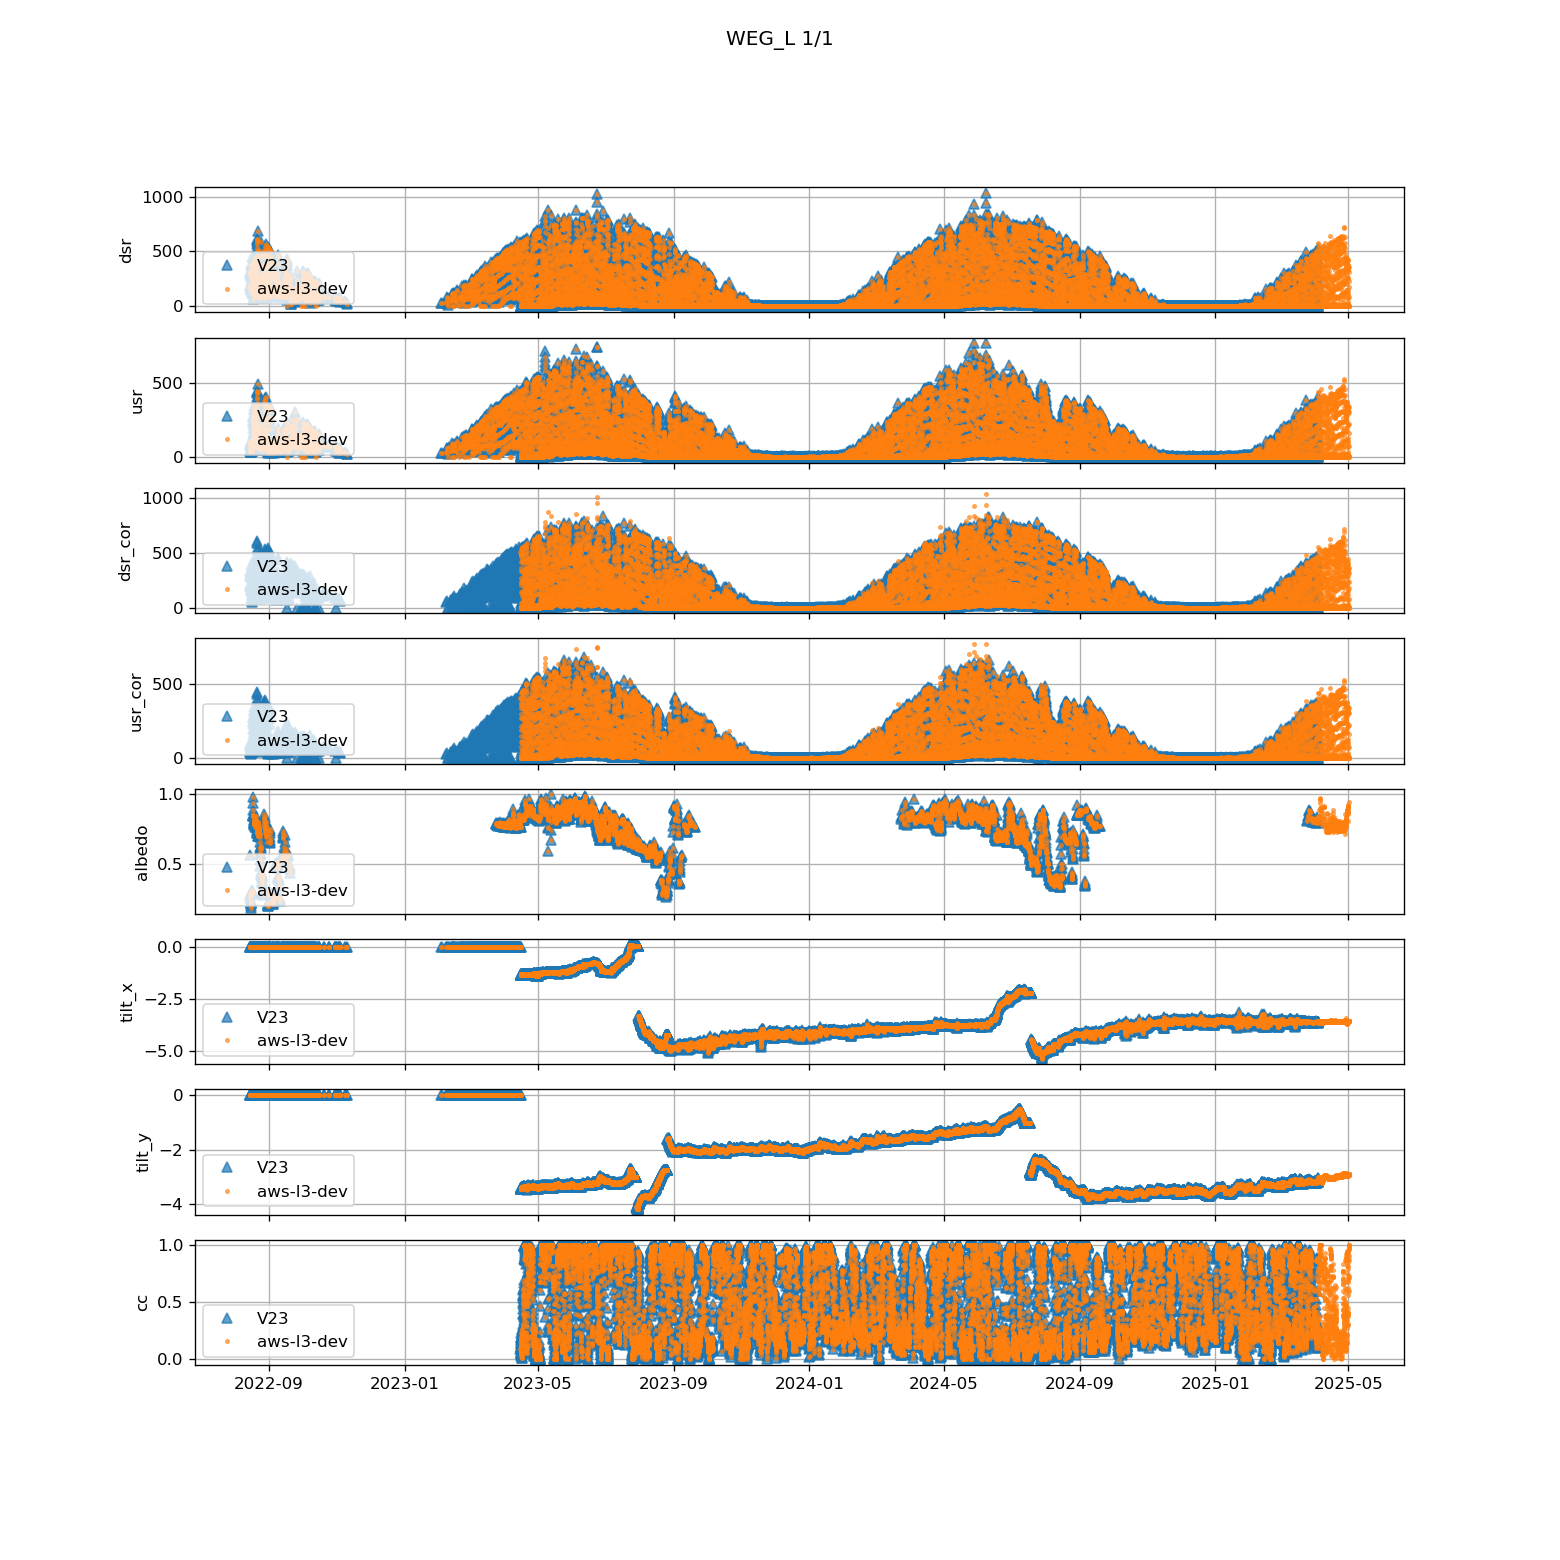 WEG_L 1/1
dsr
1000
500
0
V23
aws-l3-dev
usr
500
0
V23
aws-l3-dev
dsr_cor
1000
500
0
V23
aws-l3-dev
usr_cor
500
0
V23
aws-l3-dev
albedo
1.0
0.5
V23
aws-l3-dev
tilt_x
0.0
−2.5
−5.0
V23
aws-l3-dev
tilt_y
0
−2
−4
V23
aws-l3-dev
cc
1.0
0.5
0.0
V23
aws-l3-dev
2022-09 2023-01 2023-05 2023-09 2024-01 2024-05 2024-09 2025-01 2025-05